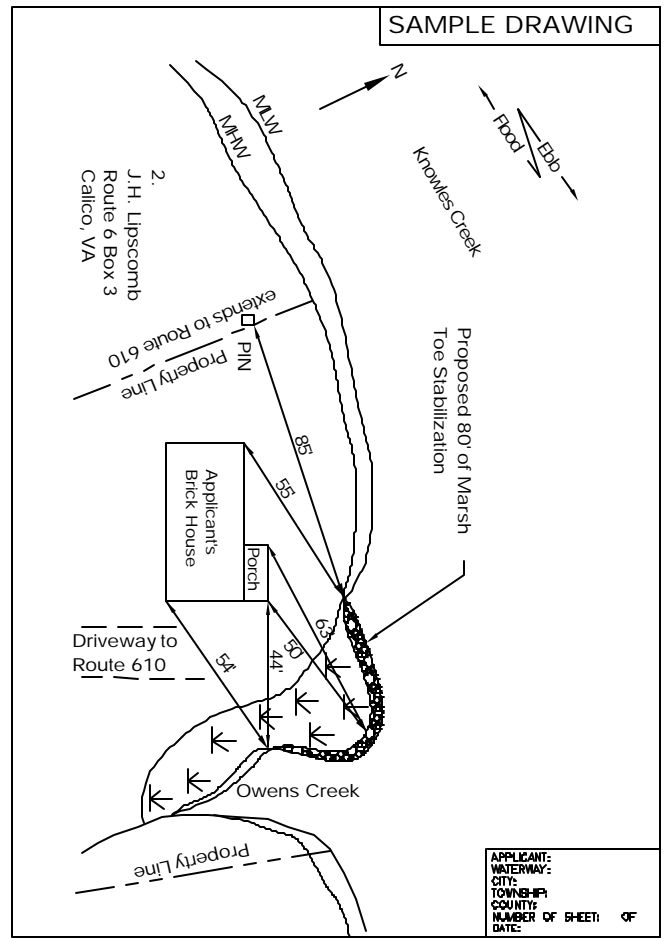 SAMPLE DRAWING
N
MLW
MHW
Flood
Ebb
Knowles Creek
2.
J.H. Lipscomb
Route 6 Box 3
Calico, VA
extends to Route 610
Property Line
PIN
Proposed 80' of Marsh
Toe Stabilization
85'
55'
Applicant's
Brick House
Porch
63'
50'
44'
54'
Driveway to
Route 610
Owens Creek
Property Line
APPLICANT:
WATERWAY:
CITY:
TOWNSHIP:
COUNTY:
NUMBER OF SHEET: OF
DATE: